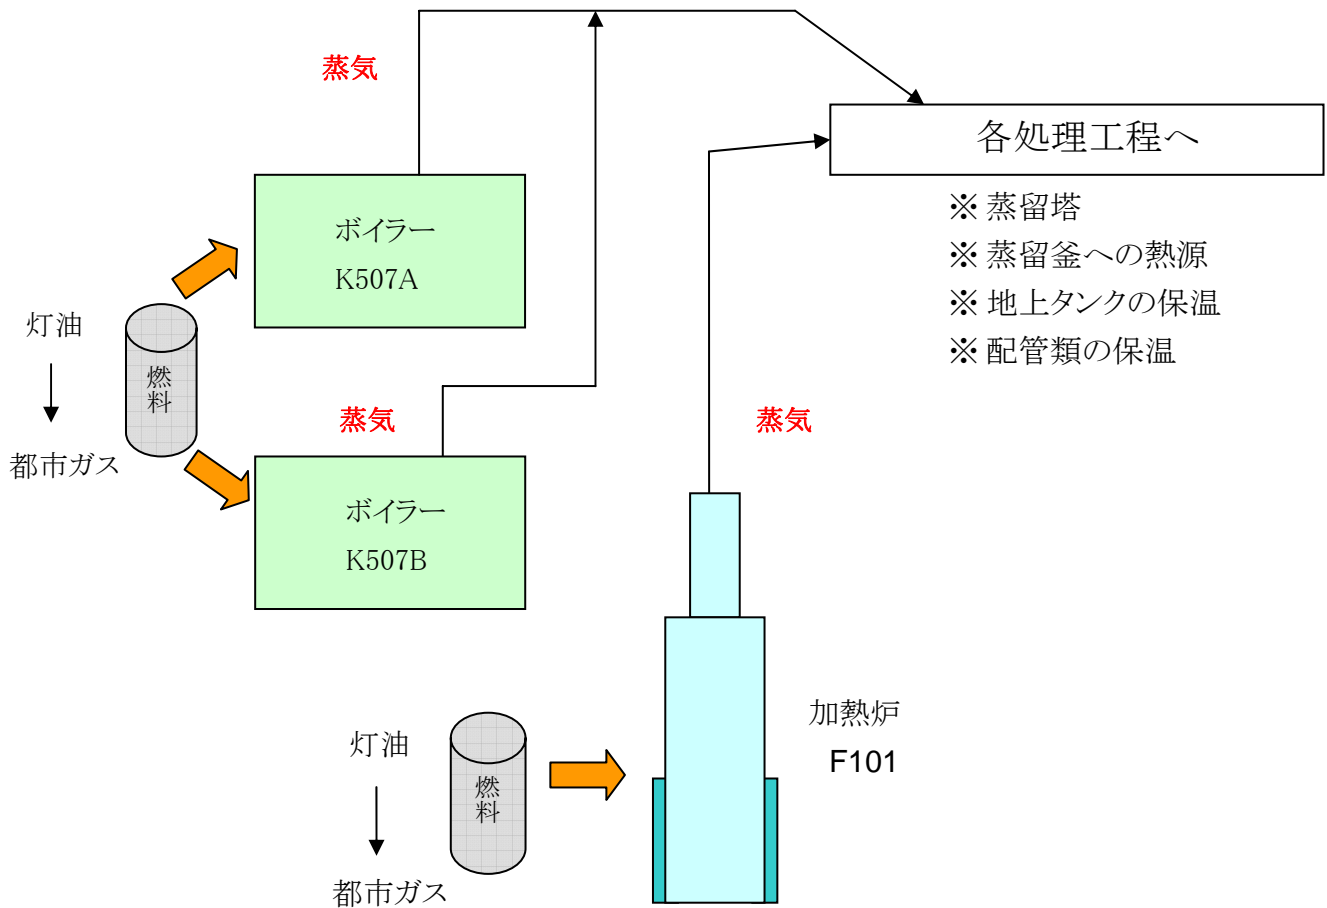 蒸気
各処理工程へ
※ 蒸留塔
※ 蒸留釜への熱源
※ 地上タンクの保温
※ 配管類の保温
ボイラー
K507A
灯油
燃料
都市ガス
蒸気
ボイラー
K507B
蒸気
加熱炉
F101
灯油
燃料
都市ガス